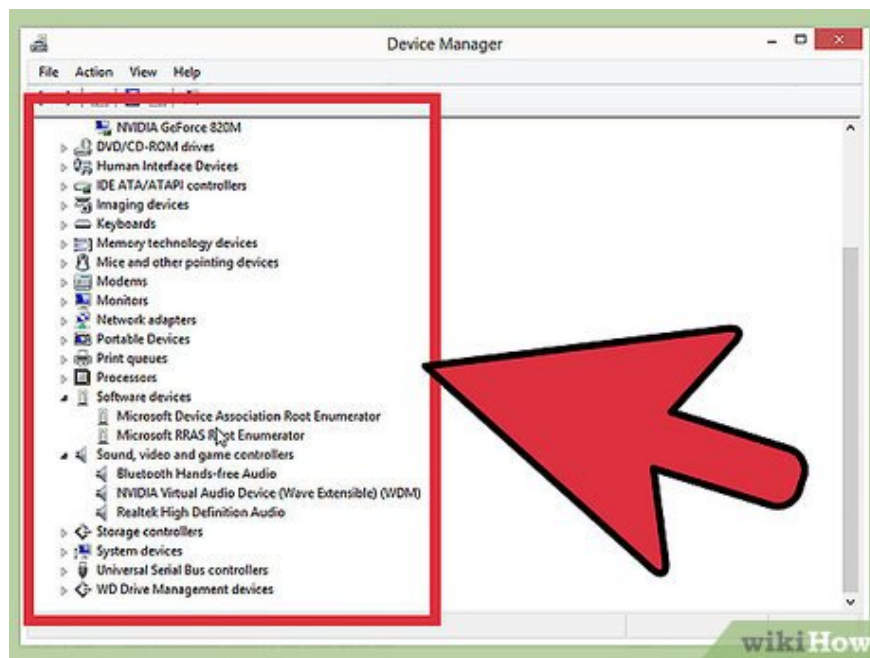 Device Manager
File Action View Help
NVIDIA GeForce 820M
DVD/CD-ROM drives
Human Interface Devices
IDE ATA/ATAPI controllers
Imaging devices
Keyboards
Memory technology devices
Mice and other pointing devices
Modems
Monitors
Network adapters
Portable Devices
Print queues
Processors
Software devices
Microsoft Device Association Root Enumerator
Microsoft RRAS Root Enumerator
Sound, video and game controllers
Bluetooth Hands-free Audio
NVIDIA Virtual Audio Device (Wave Extensible) (WDM)
Realtek High Definition Audio
Storage controllers
System devices
Universal Serial Bus controllers
WD Drive Management devices
wikiHow